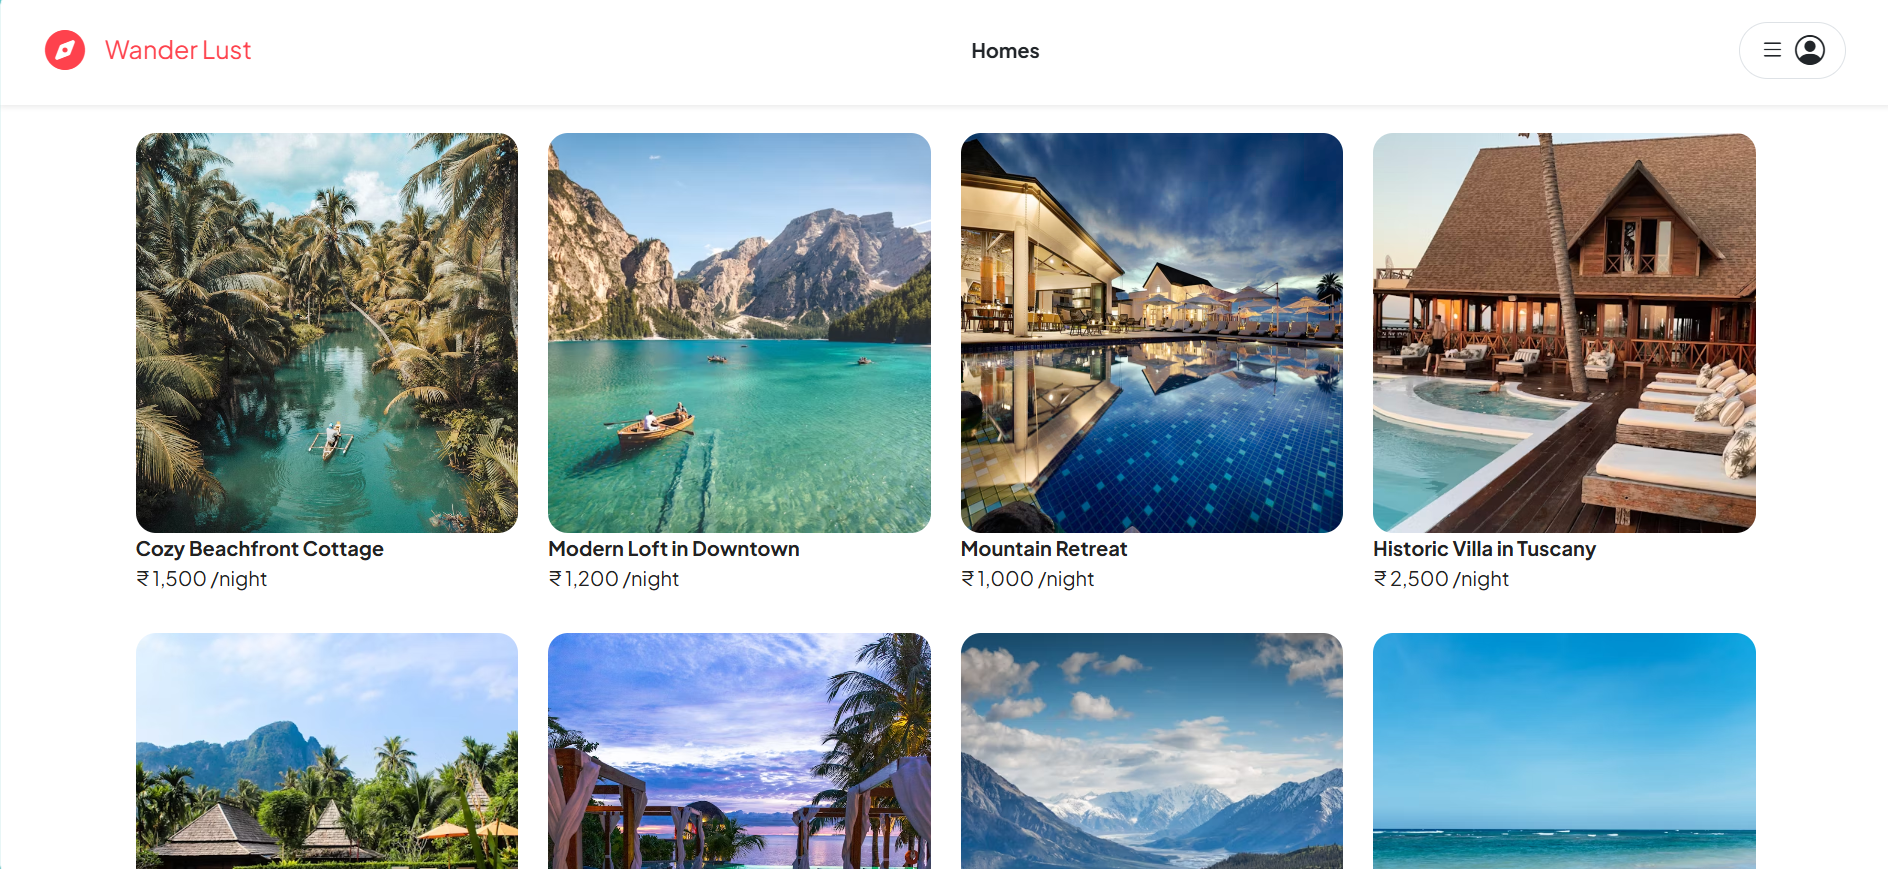 Wander Lust
Homes
Cozy Beachfront Cottage
₹ 1,500 /night
Modern Loft in Downtown
₹ 1,200 /night
Mountain Retreat
₹ 1,000 /night
Historic Villa in Tuscany
₹ 2,500 /night